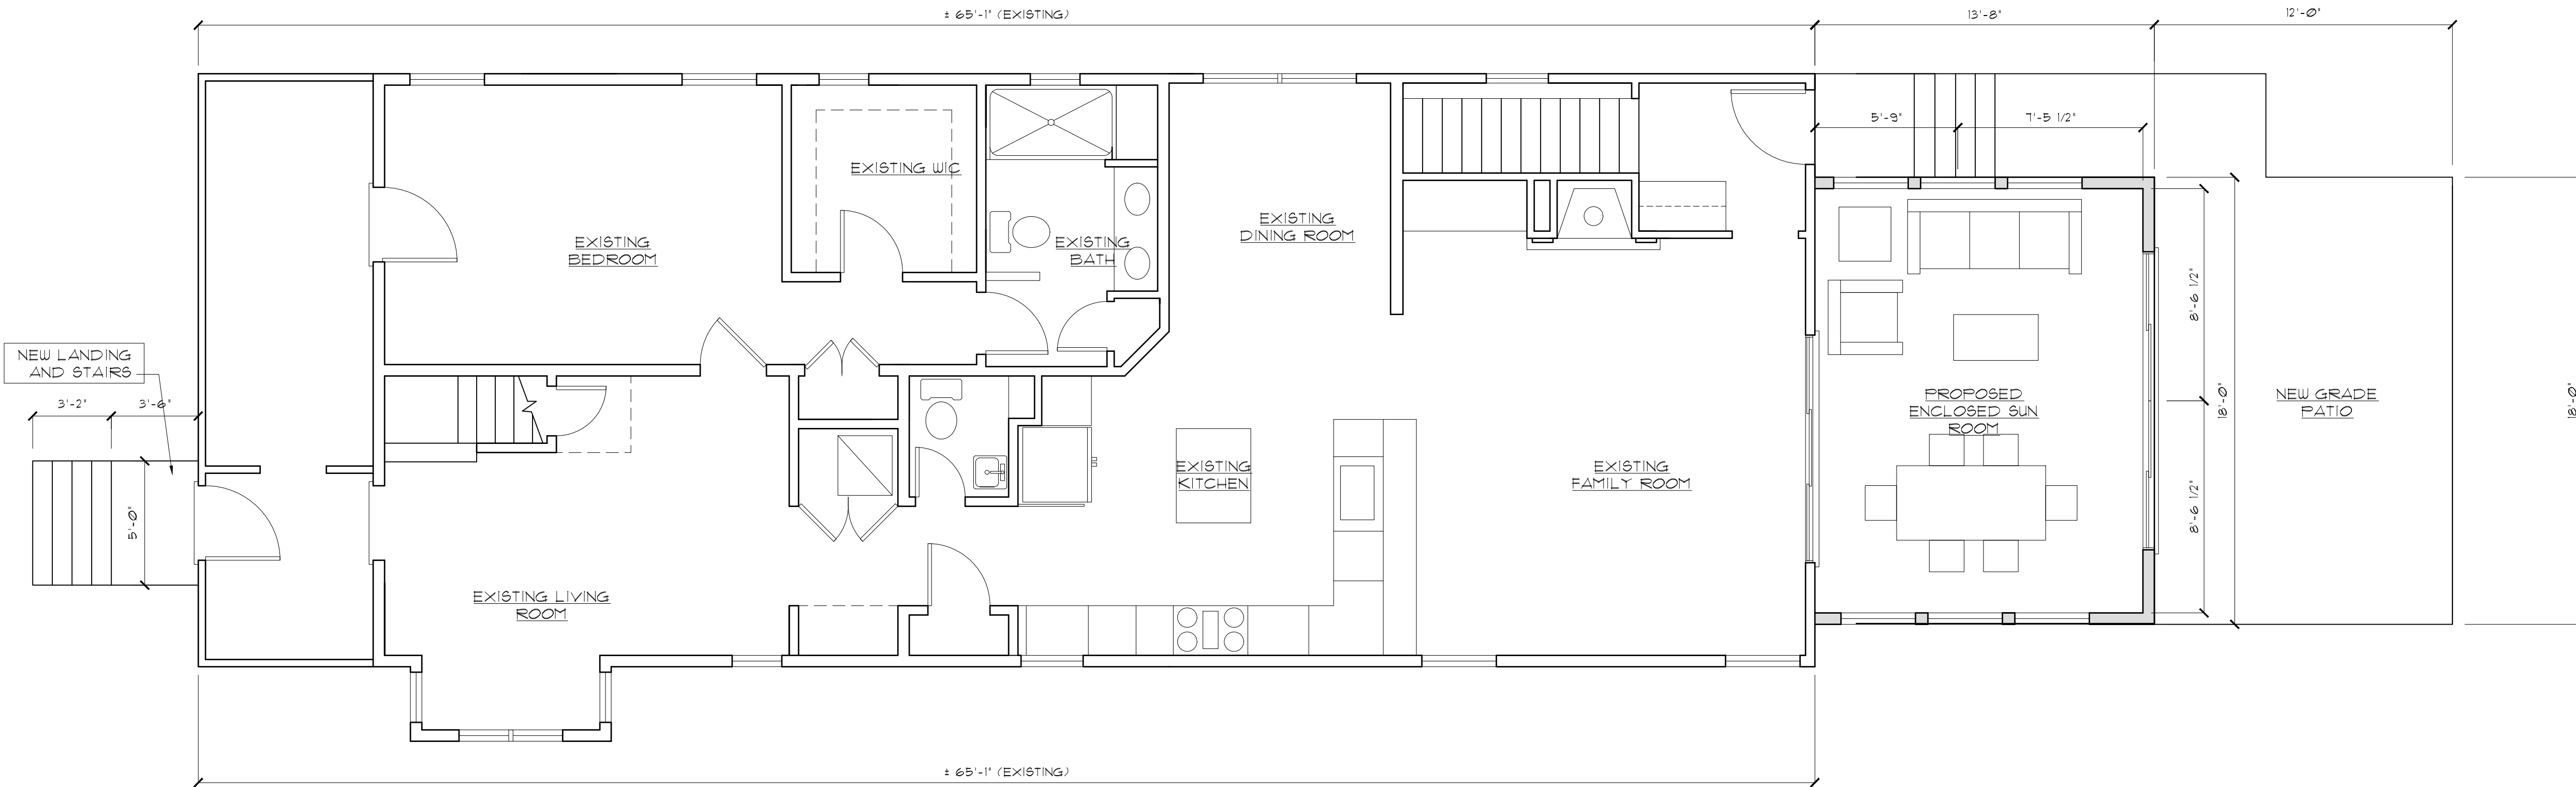 ± 65'-1" (EXISTING)
13'-8"
12'-0"
5'-9"
7'-5 1/2"
EXISTING WIC
EXISTING
BEDROOM
EXISTING
BATH
EXISTING
DINING ROOM
8'-6 1/2"
NEW LANDING
AND STAIRS
3'-2"
3'-6"
PROPOSED
ENCLOSED SUN
ROOM
18'-0"
NEW GRADE
PATIO
18'-0"
5'-0"
EXISTING
KITCHEN
EXISTING
FAMILY ROOM
8'-6 1/2"
EXISTING LIVING
ROOM
± 65'-1" (EXISTING)